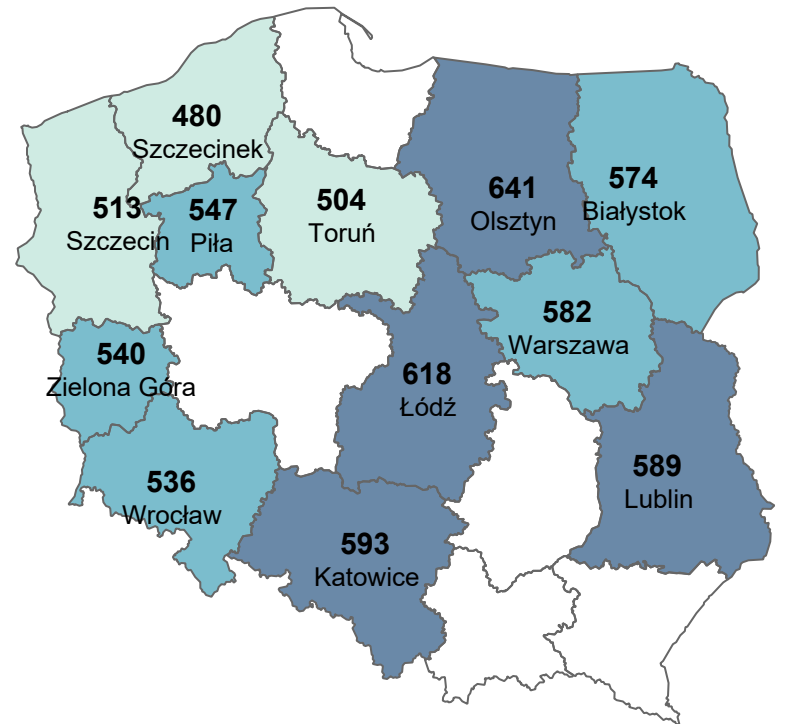 480
Szczecinek
513
Szczecin
547
Piła
504
Toruń
641
Olsztyn
574
Białystok
582
Warszawa
540
Zielona Góra
618
Łódź
589
Lublin
536
Wrocław
593
Katowice